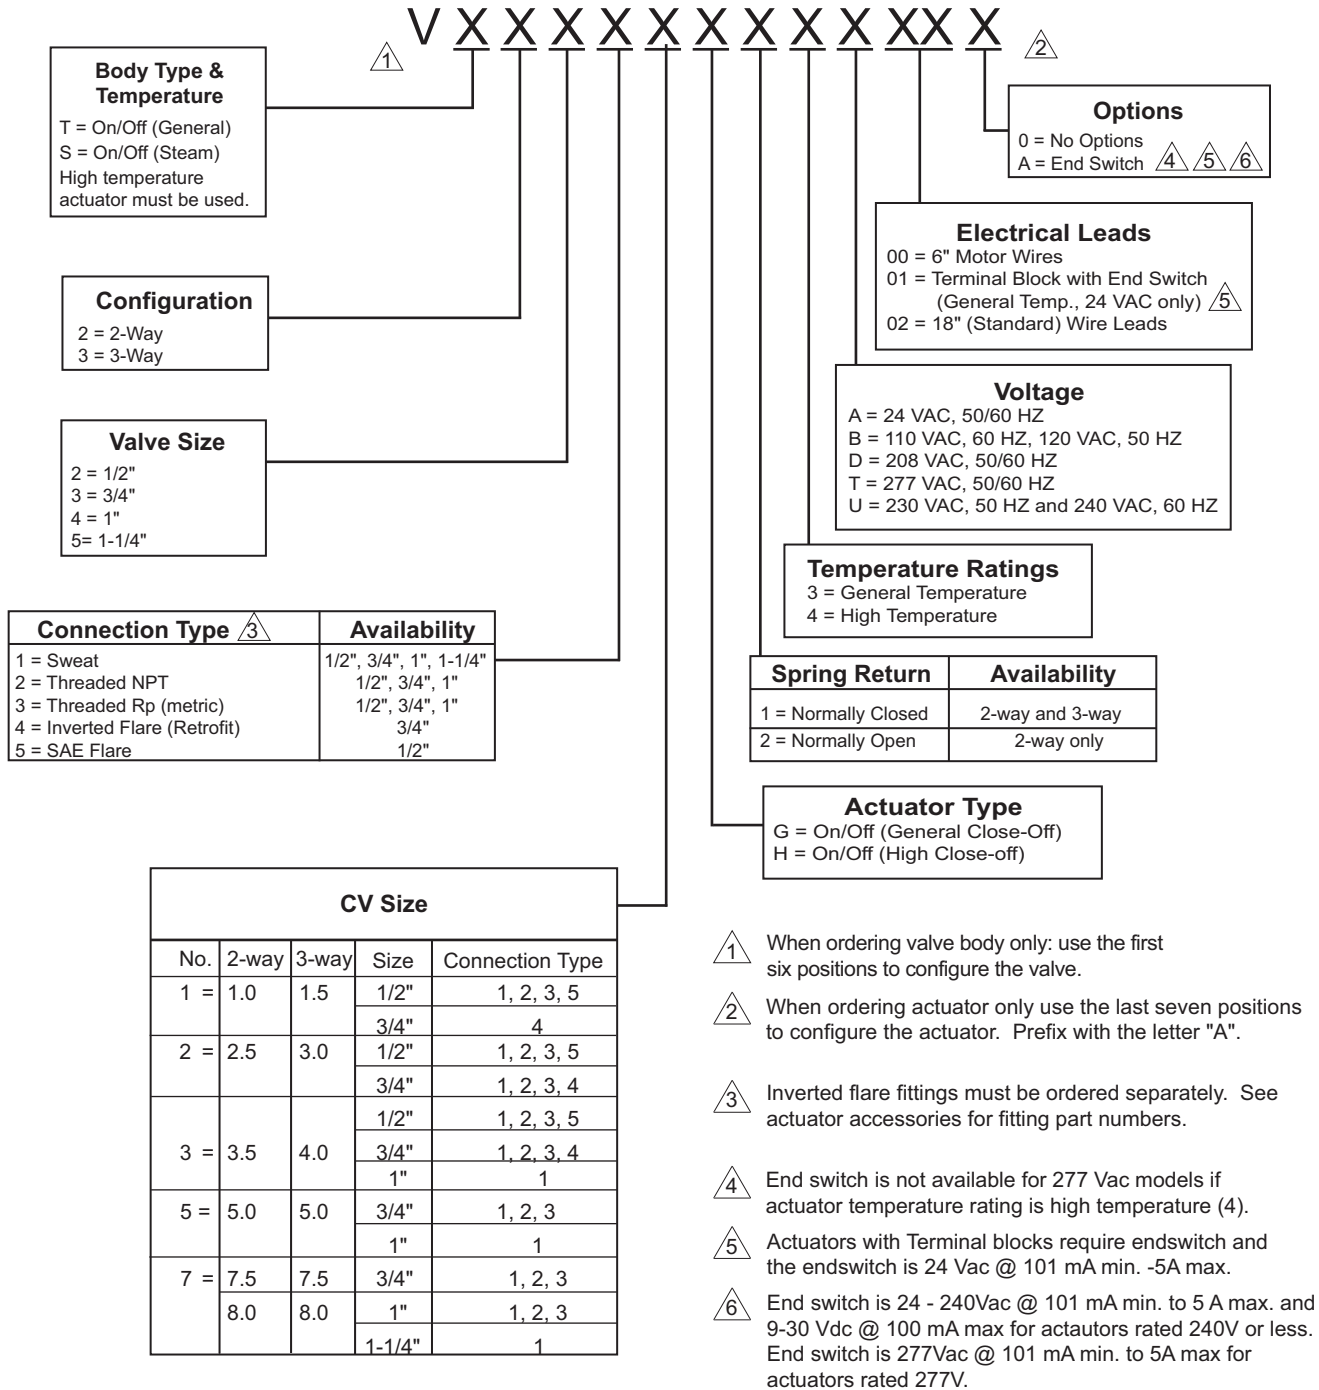 V X X X X X X X X X XX X
1
2
Body Type &
Temperature
T = On/Off (General)
S = On/Off (Steam)
High temperature
actuator must be used.
Options
0 = No Options
A = End Switch 4 5 6
Electrical Leads
00 = 6" Motor Wires
01 = Terminal Block with End Switch
(General Temp., 24 VAC only) 5
02 = 18" (Standard) Wire Leads
Configuration
2 = 2-Way
3 = 3-Way
Voltage
A = 24 VAC, 50/60 HZ
B = 110 VAC, 60 HZ, 120 VAC, 50 HZ
D = 208 VAC, 50/60 HZ
T = 277 VAC, 50/60 HZ
U = 230 VAC, 50 HZ and 240 VAC, 60 HZ
Valve Size
2 = 1/2"
3 = 3/4"
4 = 1"
5= 1-1/4"
Temperature Ratings
3 = General Temperature
4 = High Temperature
Connection Type 3 Availability
1 = Sweat 1/2", 3/4", 1", 1-1/4"
2 = Threaded NPT 1/2", 3/4", 1"
3 = Threaded Rp (metric) 1/2", 3/4", 1"
4 = Inverted Flare (Retrofit) 3/4"
5 = SAE Flare 1/2"
Spring Return Availability
1 = Normally Closed 2-way and 3-way
2 = Normally Open 2-way only
Actuator Type
G = On/Off (General Close-Off)
H = On/Off (High Close-off)
CV Size
No. 2-way 3-way Size Connection Type
1 = 1.0 1.5 1/2" 1, 2, 3, 5
3/4" 4
2 = 2.5 3.0 1/2" 1, 2, 3, 5
3/4" 1, 2, 3, 4
1/2" 1, 2, 3, 5
3 = 3.5 4.0 3/4" 1, 2, 3, 4
1" 1
5 = 5.0 5.0 3/4" 1, 2, 3
1" 1
7 = 7.5 7.5 3/4" 1, 2, 3
8.0 8.0 1" 1, 2, 3
1-1/4" 1
1 When ordering valve body only: use the first
six positions to configure the valve.
2 When ordering actuator only use the last seven positions
to configure the actuator. Prefix with the letter "A".
3 Inverted flare fittings must be ordered separately. See
actuator accessories for fitting part numbers.
4 End switch is not available for 277 Vac models if
actuator temperature rating is high temperature (4).
5 Actuators with Terminal blocks require endswitch and
the endswitch is 24 Vac @ 101 mA min. -5A max.
6 End switch is 24 - 240Vac @ 101 mA min. to 5 A max. and
9-30 Vdc @ 100 mA max for actautors rated 240V or less.
End switch is 277Vac @ 101 mA min. to 5A max for
actuators rated 277V.